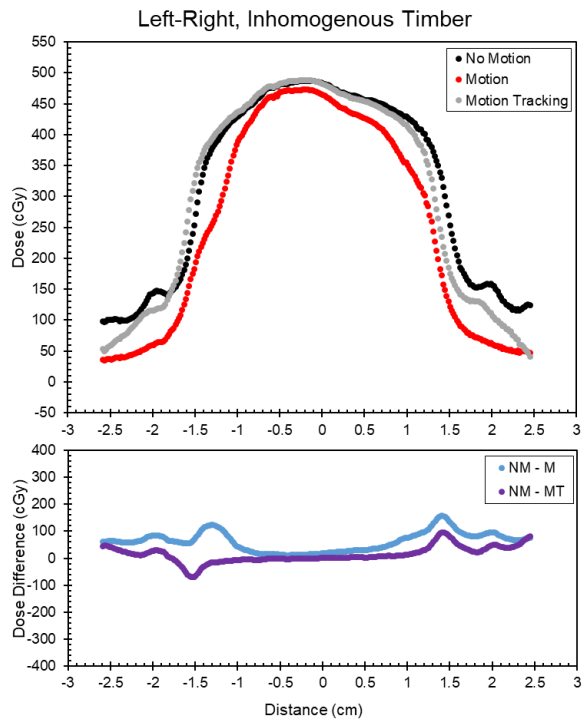 Left-Right, Inhomogenous Timber
550
500
450
400
350
300
250
200
150
100
50
0
-50
Dose (cGy)
No Motion
Motion
Motion Tracking
-3 -2.5 -2 -1.5 -1 -0.5 0 0.5 1 1.5 2 2.5 3
400
300
200
100
0
-100
-200
-300
-400
Dose Difference (cGy)
NM - M
NM - MT
-3 -2.5 -2 -1.5 -1 -0.5 0 0.5 1 1.5 2 2.5 3
Distance (cm)